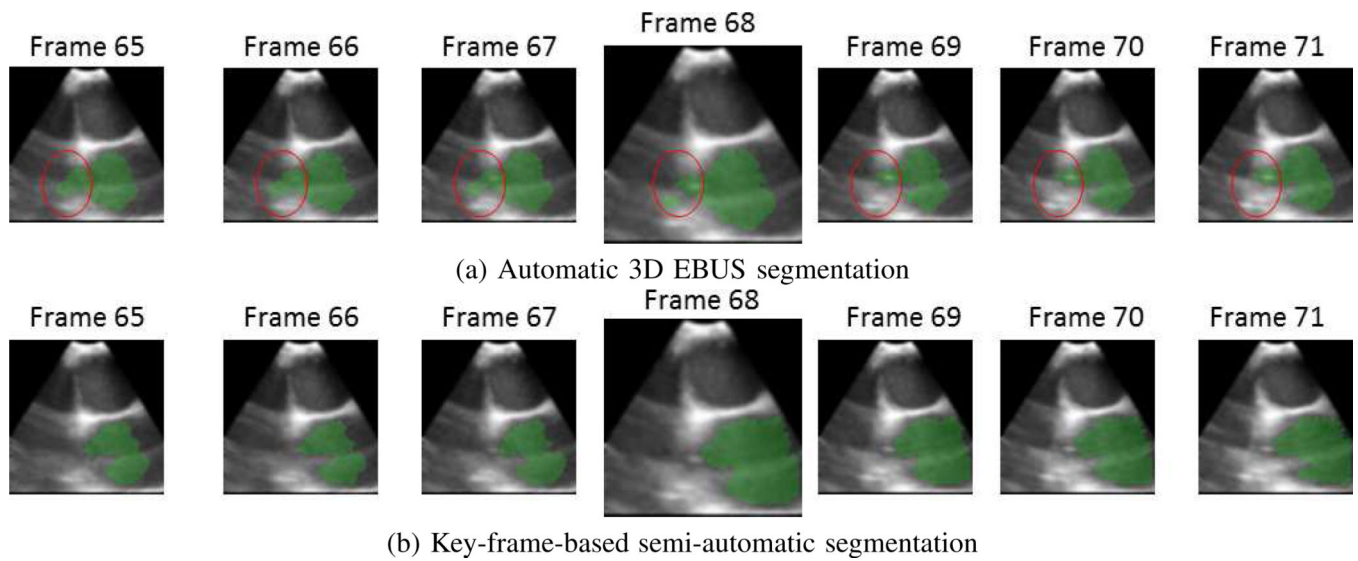 Frame 65 Frame 66 Frame 67 Frame 68 Frame 69 Frame 70 Frame 71
(a) Automatic 3D EBUS segmentation
Frame 65 Frame 66 Frame 67 Frame 68 Frame 69 Frame 70 Frame 71
(b) Key-frame-based semi-automatic segmentation